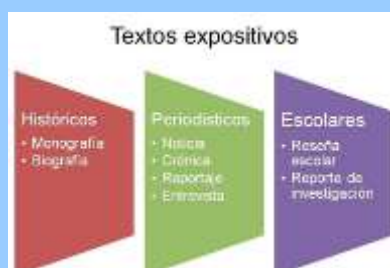 Textos expositivos
Históricos
• Monografía
• Biografía
Periodísticos
• Noticia
• Crónica
• Reportaje
• Entrevista
Escolares
• Reseña
escolar
• Reporte de
investigación